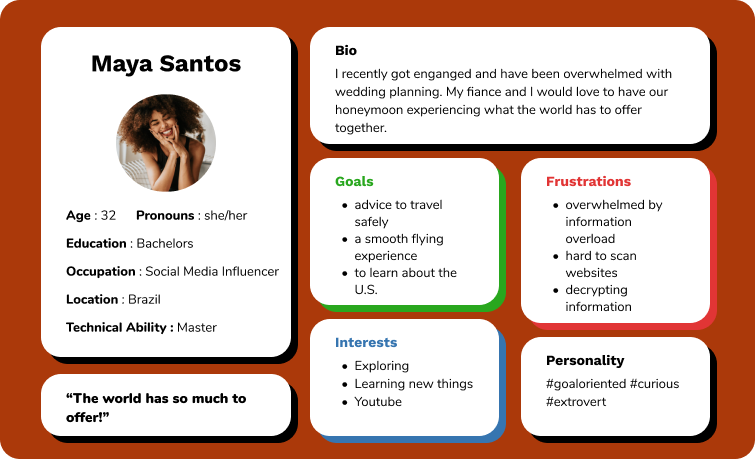 Maya Santos
Age : 32 Pronouns : she/her
Education : Bachelors
Occupation : Social Media Influencer
Location : Brazil
Technical Ability : Master
“The world has so much to
offer!”
Bio
I recently got enganged and have been overwhelmed with
wedding planning. My fiance and I would love to have our
honeymoon experiencing what the world has to offer
together.
Goals
• advice to travel
safely
• a smooth flying
experience
• to learn about the
U.S.
Frustrations
• overwhelmed by
information
overload
• hard to scan
websites
• decrypting
information
Interests
• Exploring
• Learning new things
• Youtube
Personality
#goaloriented #curious
#extrovert